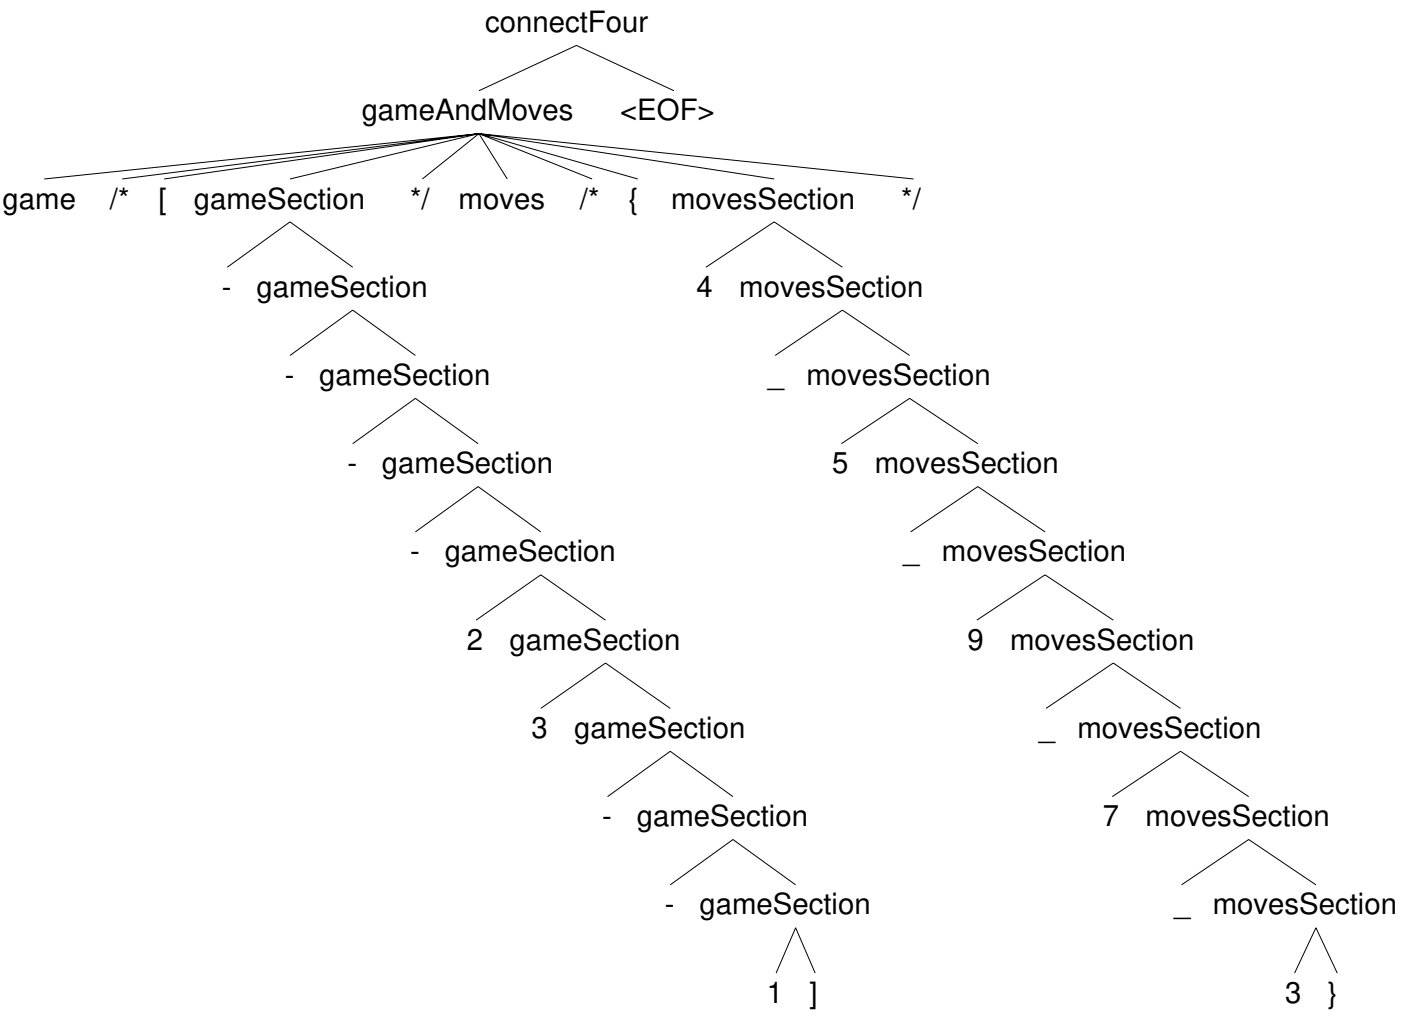 connectFour
gameAndMoves <EOF>
game /* [ gameSection */ moves /* { movesSection */
- gameSection 4 movesSection
- gameSection _ movesSection
- gameSection 5 movesSection
- gameSection _ movesSection
2 gameSection 9 movesSection
3 gameSection _ movesSection
- gameSection 7 movesSection
- gameSection _ movesSection
1 ] 3 }